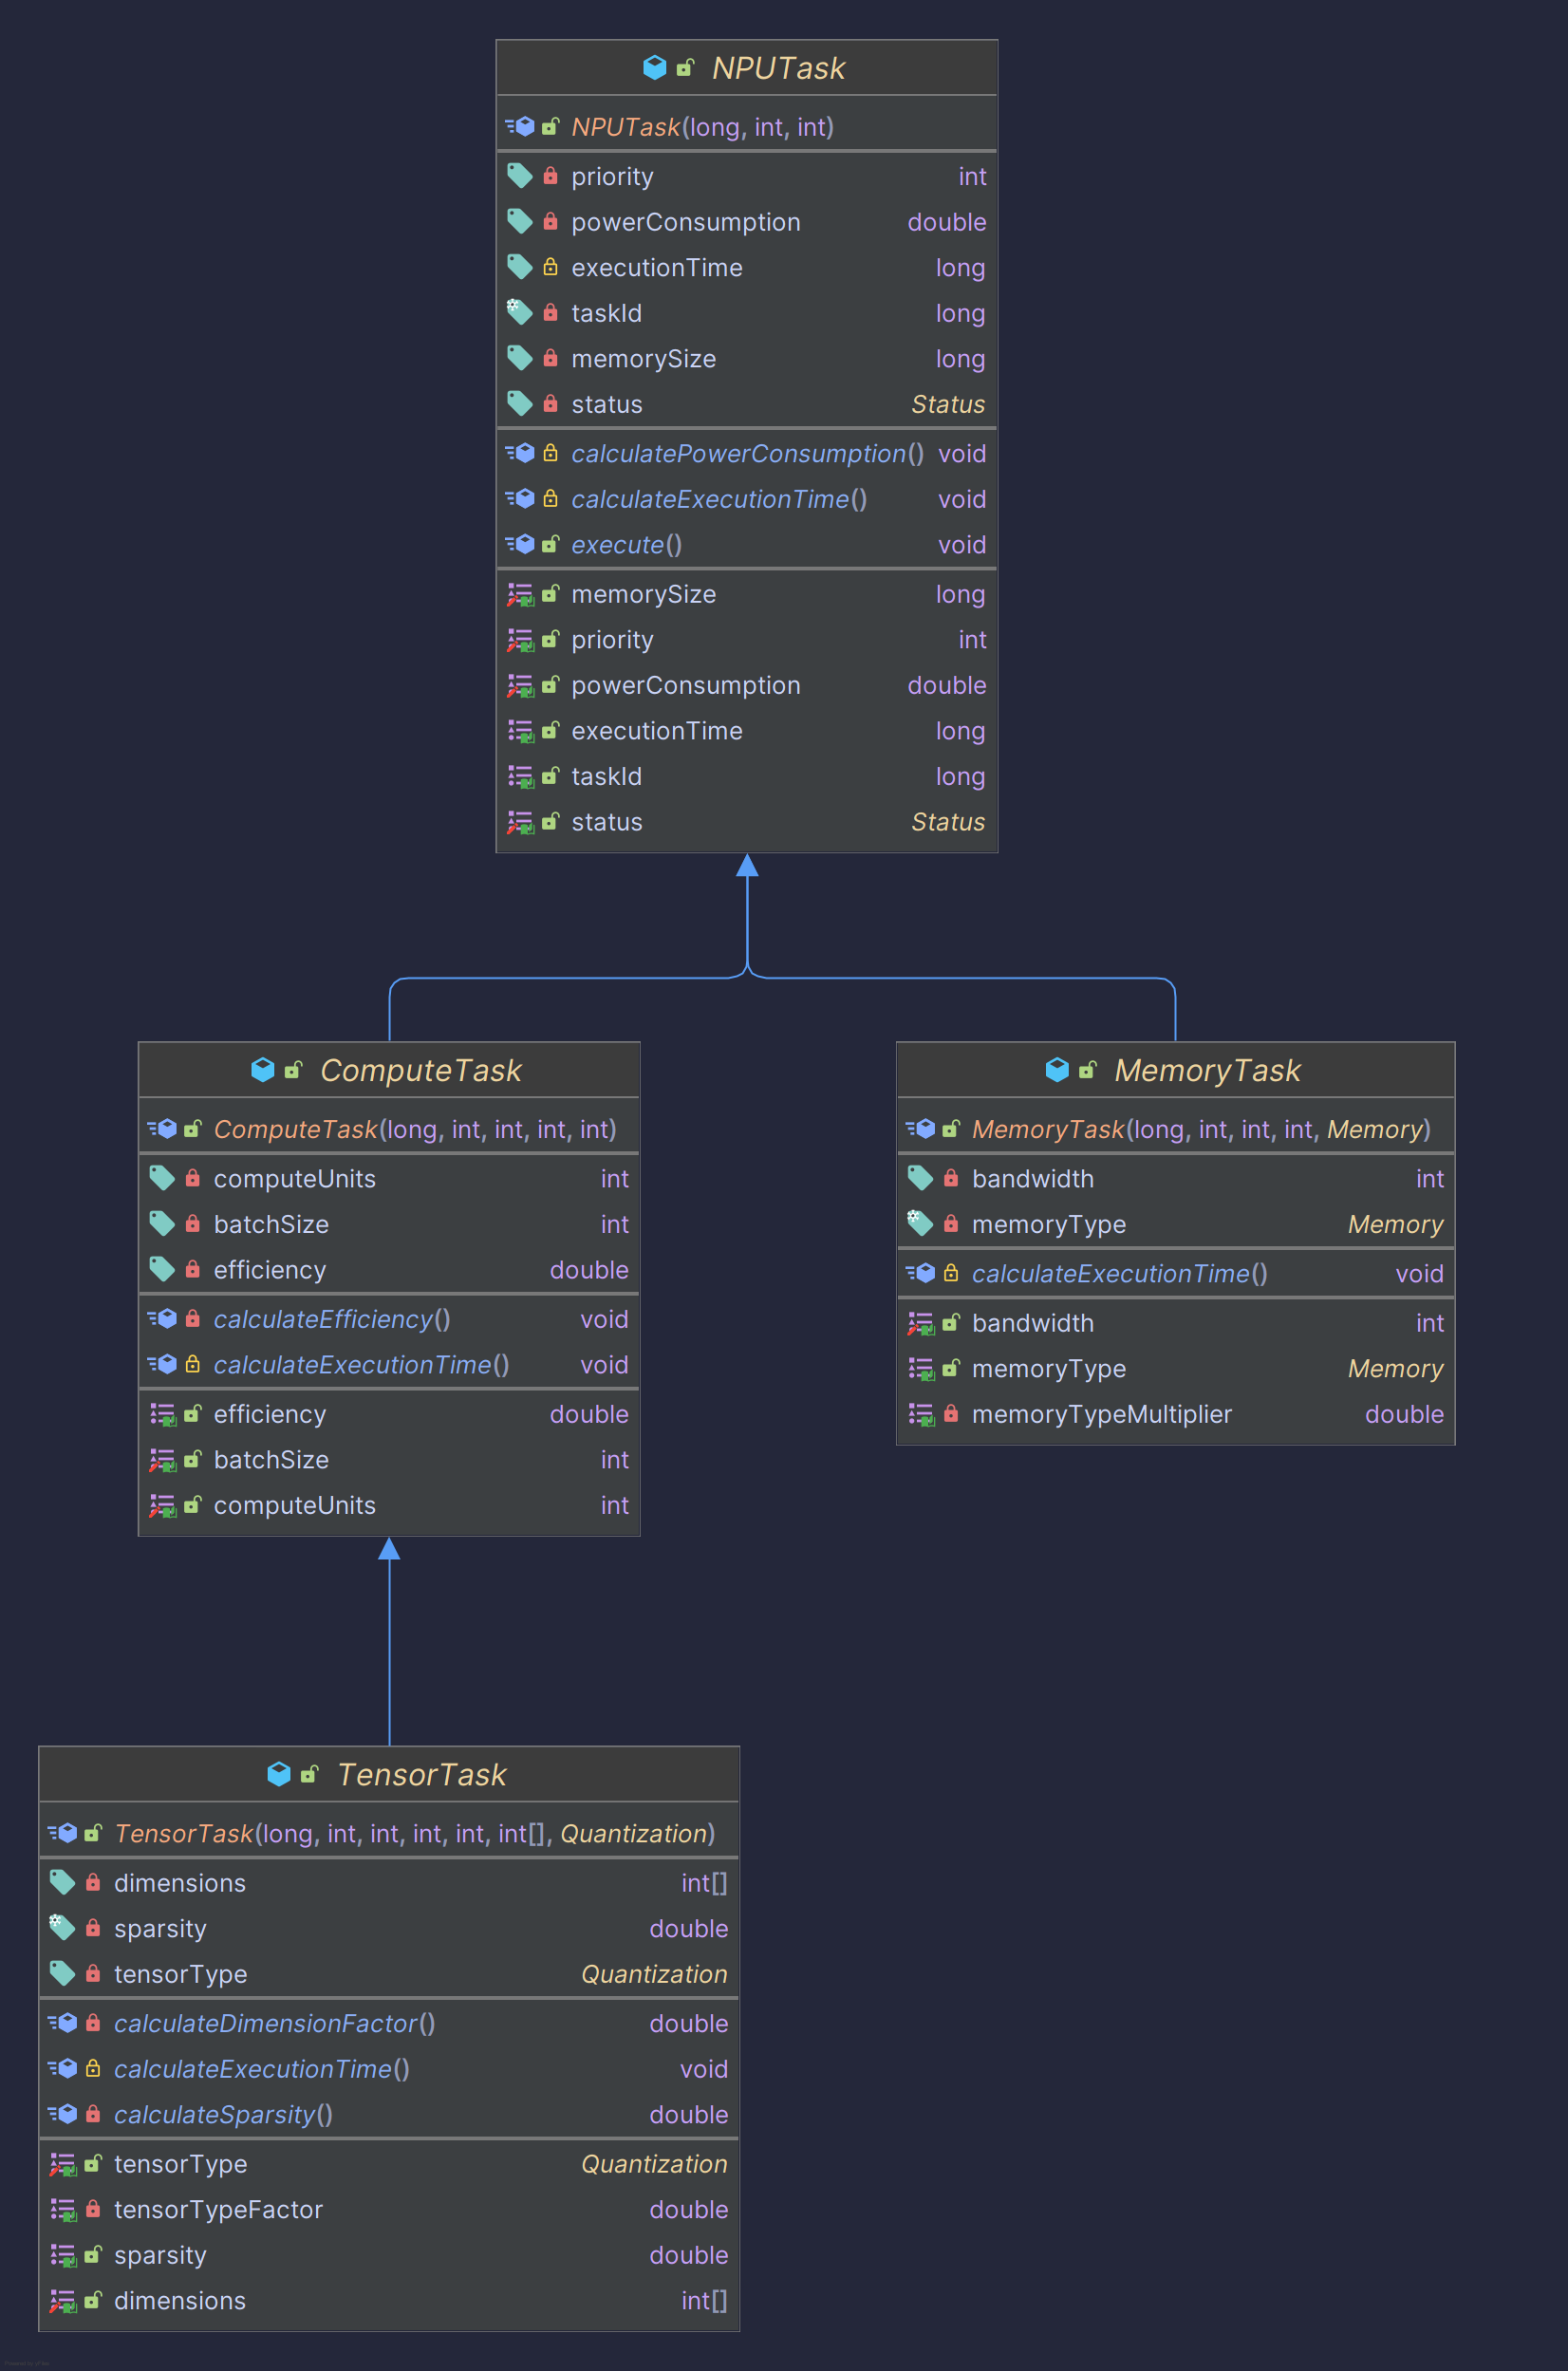 NPUTask
NPUTask(long, int, int)
priority int
powerConsumption double
executionTime long
taskId long
memorySize long
status Status
calculatePowerConsumption() void
calculateExecutionTime() void
execute() void
memorySize long
priority int
powerConsumption double
executionTime long
taskId long
status Status
ComputeTask
ComputeTask(long, int, int, int, int)
computeUnits int
batchSize int
efficiency double
calculateEfficiency() void
calculateExecutionTime() void
efficiency double
batchSize int
computeUnits int
MemoryTask
MemoryTask(long, int, int, int, Memory)
bandwidth int
memoryType Memory
calculateExecutionTime() void
bandwidth int
memoryType Memory
memoryTypeMultiplier double
TensorTask
TensorTask(long, int, int, int, int, int[], Quantization)
dimensions int[]
sparsity double
tensorType Quantization
calculateDimensionFactor() double
calculateExecutionTime() void
calculateSparsity() double
tensorType Quantization
tensorTypeFactor double
sparsity double
dimensions int[]